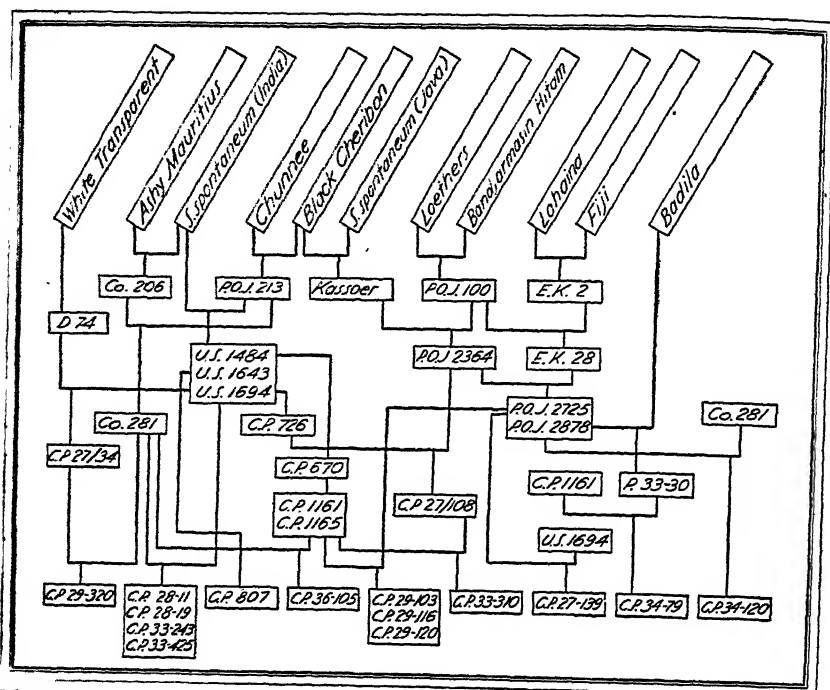 White Transparent
Ashy Mauritius
S. spontaneum (India)
Chunnee
Black Cheribon
S. spontaneum (Java)
Loethers
Bandjarmasin Hitam
Lahaina
Fiji
Badila
Co. 206
P.O.J. 213
Kassoer
P.O.J. 100
E.K. 2
D 74
U.S. 1484
U.S. 1643
U.S. 1694
P.O.J. 2364
E.K. 28
Co. 281
C.P. 726
P.O.J. 2725
P.O.J. 2878
Co. 281
C.P. 27/34
C.P. 670
C.P. 1161
P. 33-30
C.P. 1161
C.P. 1165
C.P. 27/108
U.S. 1694
C.P. 29-320
C.P. 28-11
C.P. 28-19
C.P. 33-243
C.P. 33-425
C.P. 807
C.P. 36-105
C.P. 29-103
C.P. 29-116
C.P. 29-120
C.P. 33-310
C.P. 27-139
C.P. 34-79
C.P. 34-120